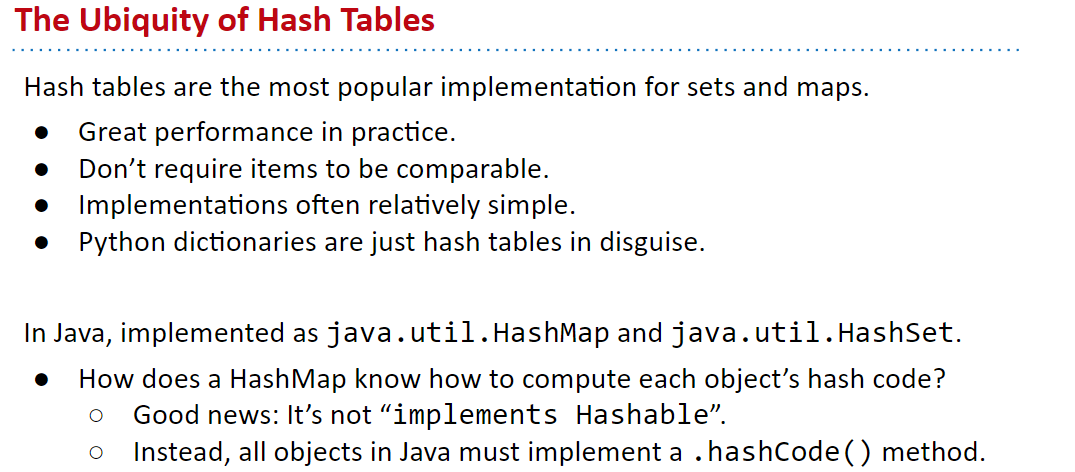 The Ubiquity of Hash Tables
Hash tables are the most popular implementation for sets and maps.
● Great performance in practice.
● Don’t require items to be comparable.
● Implementations often relatively simple.
● Python dictionaries are just hash tables in disguise.
In Java, implemented as java.util.HashMap and java.util.HashSet.
● How does a HashMap know how to compute each object’s hash code?
○ Good news: It’s not “implements Hashable”.
○ Instead, all objects in Java must implement a .hashCode() method.